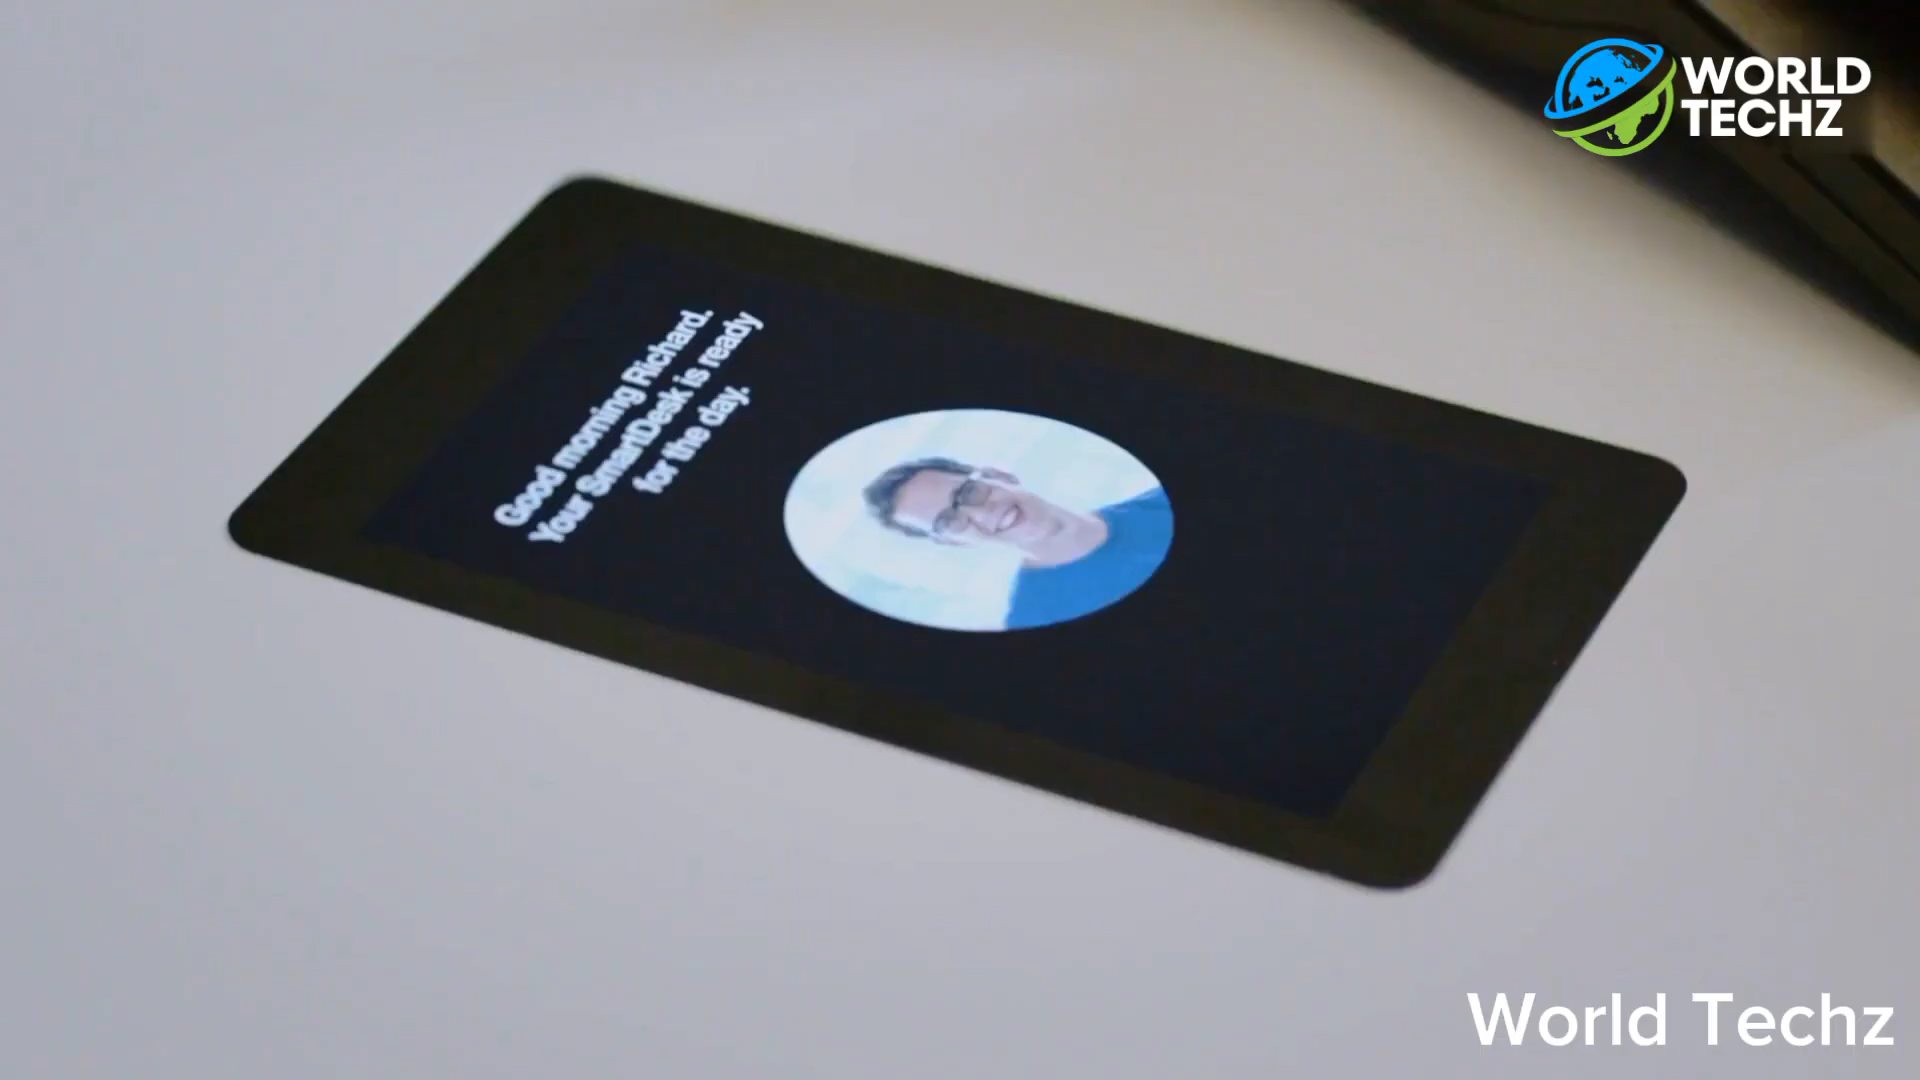 WORLD
TECHZ
Good morning Richard.
Your SmartDesk is ready
for the day.
World Techz